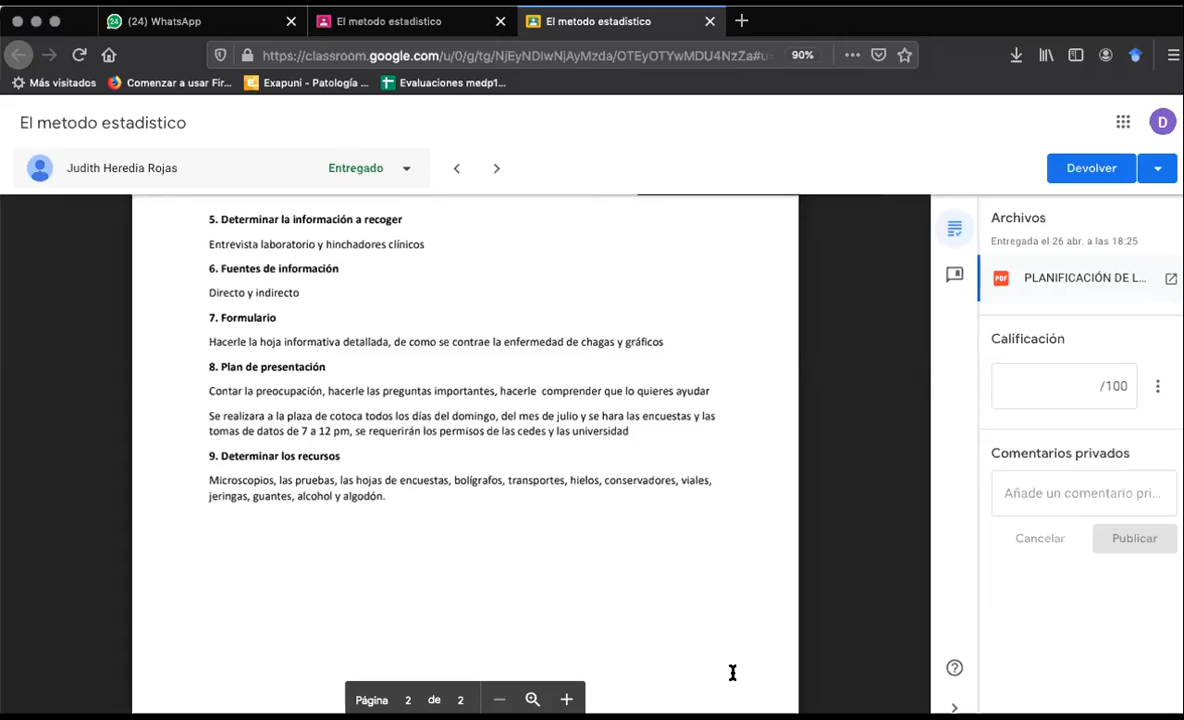 (24) WhatsApp
El metodo estadistico
El metodo estadistico
https://classroom.google.com/u/0/g/tg/NjEyNDIwNjAyMzda/OTEyOTYwMDU4NzZa#u
90%
Más visitados
Comenzar a usar Fir...
Exapuni - Patología ...
Evaluaciones medp1...
El metodo estadistico
D
Judith Heredia Rojas
Entregado
Devolver
5. Determinar la información a recoger
Entrevista laboratorio y hinchadores clínicos
6. Fuentes de información
Directo y indirecto
7. Formulario
Hacerle la hoja informativa detallada, de como se contrae la enfermedad de chagas y gráficos
8. Plan de presentación
Contar la preocupación, hacerle las preguntas importantes, hacerle comprender que lo quieres ayudar
Se realizara a la plaza de cotoca todos los días del domingo, del mes de julio y se hara las encuestas y las
tomas de datos de 7 a 12 pm, se requerirán los permisos de las cedes y las universidad
9. Determinar los recursos
Microscopios, las pruebas, las hojas de encuestas, bolígrafos, transportes, hielos, conservadores, viales,
jeringas, guantes, alcohol y algodón.
Página 2 de 2
Archivos
Entregada el 26 abr. a las 18:25
PDF PLANIFICACIÓN DE L...
Calificación
/100
Comentarios privados
Añade un comentario pri...
Cancelar
Publicar